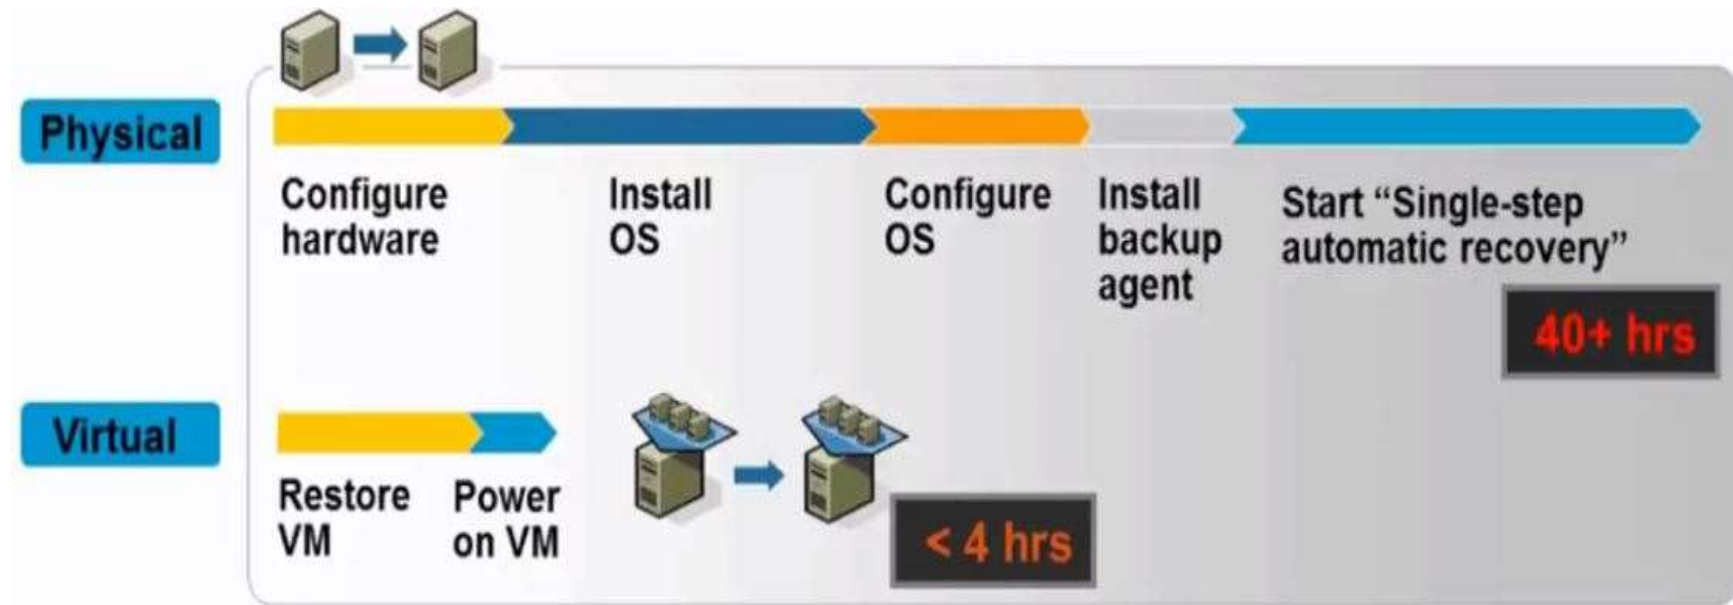 Physical
Configure
hardware
Install
OS
Configure
OS
Install
backup
agent
Start “Single-step
automatic recovery”
40+ hrs
Virtual
Restore
VM
Power
on VM
< 4 hrs